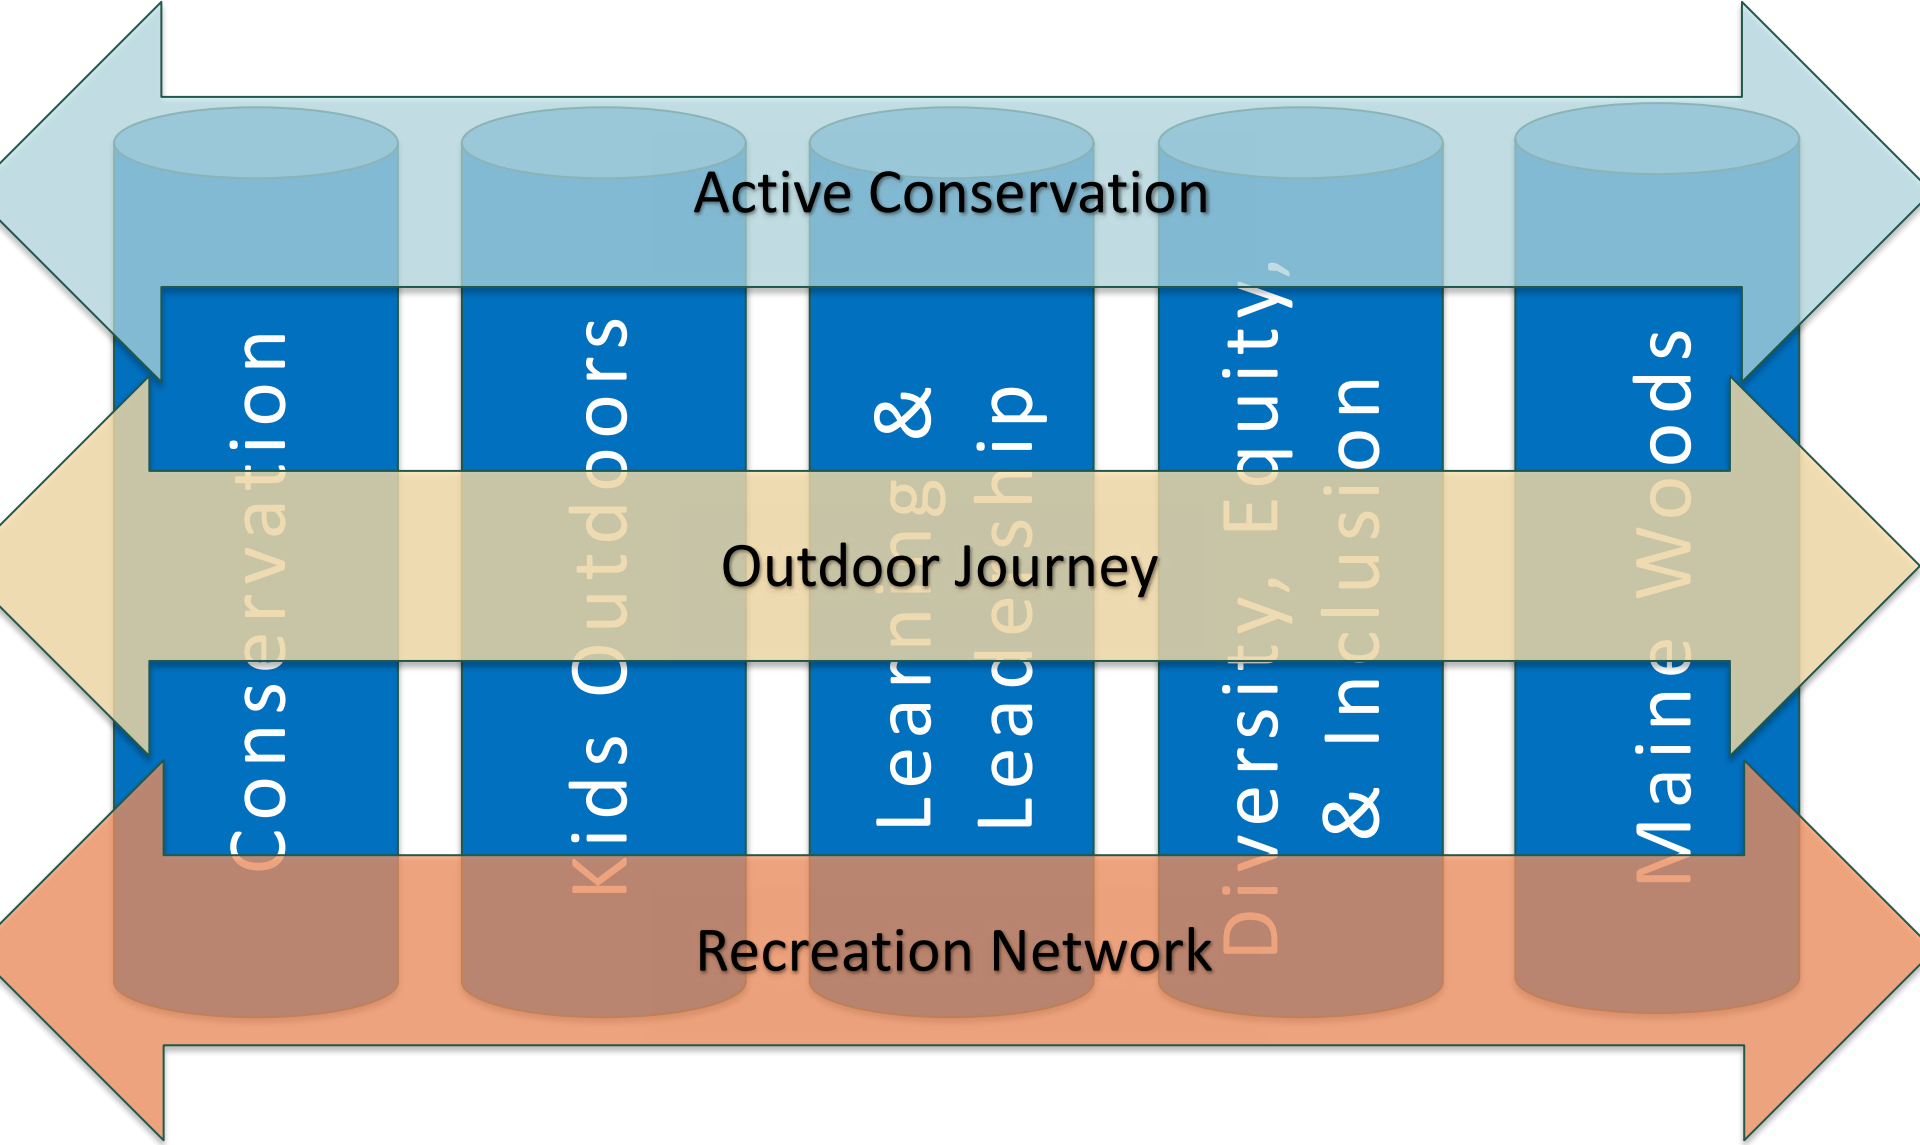 Active Conservation
Outdoor Journey
Recreation Network
Conservation
Kids Outdoors
Learning &
Leadership
Diversity, Equity,
& Inclusion
Maine Woods